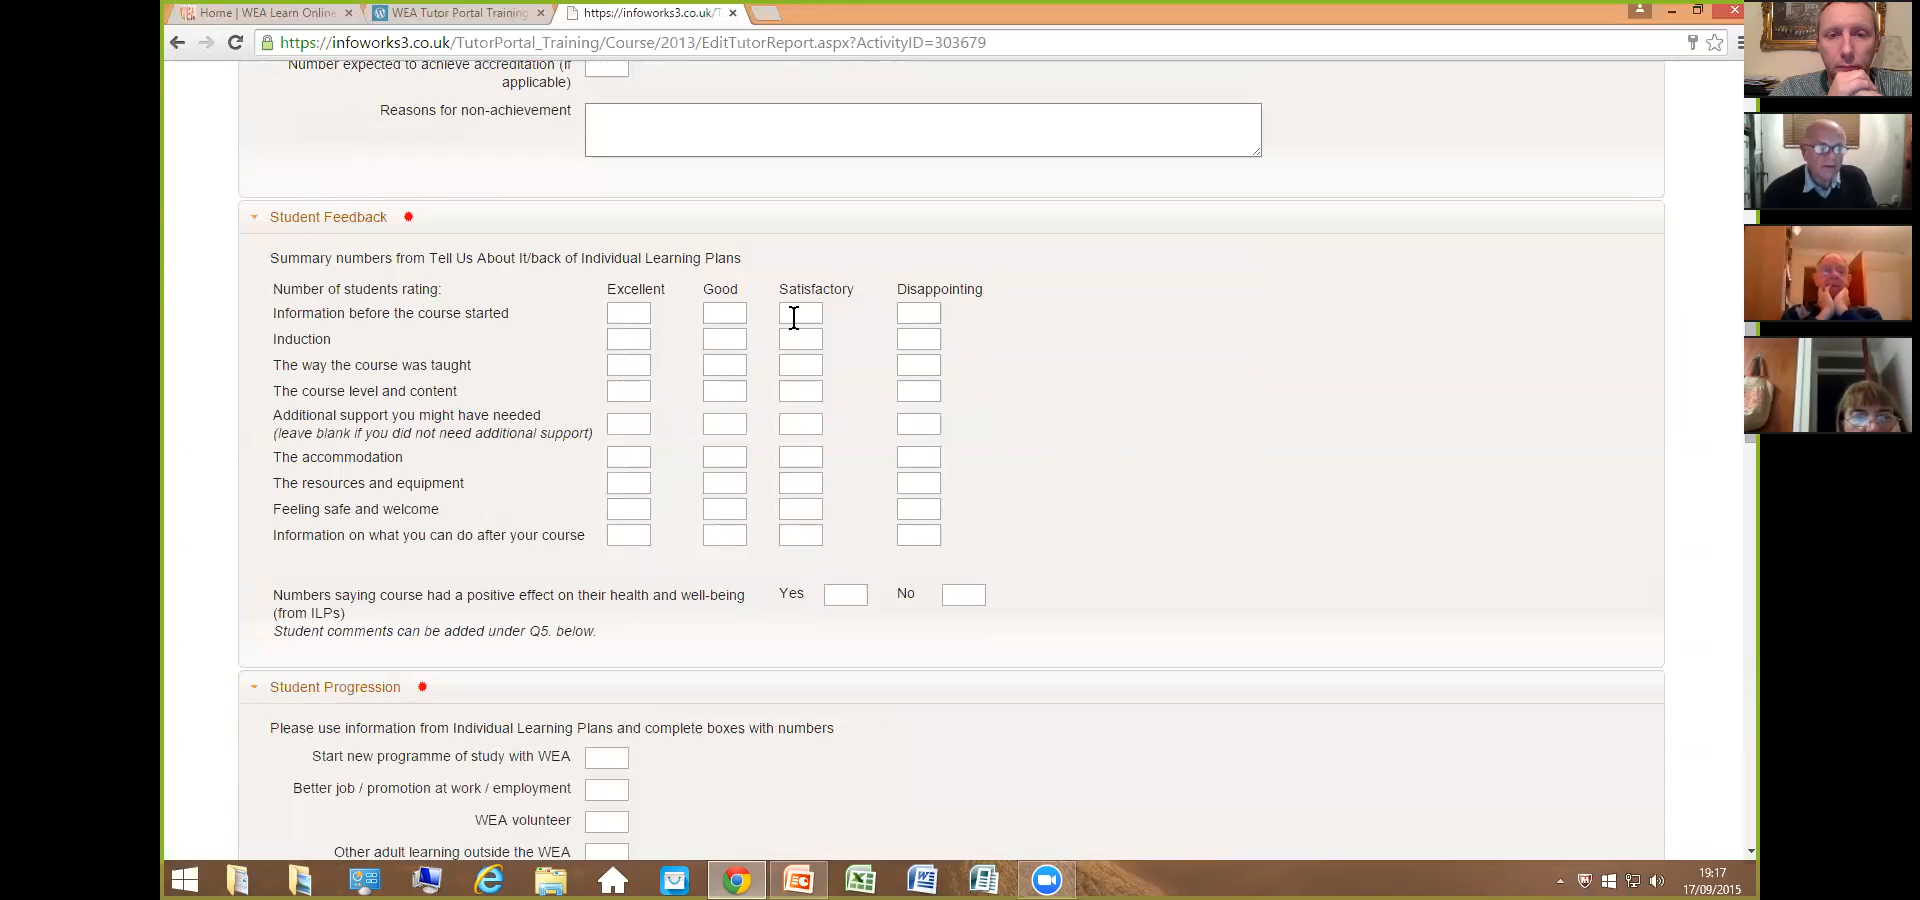 Home | WEA Learn Online
WEA Tutor Portal Training
https://infoworks3.co.uk/
https://infoworks3.co.uk/TutorPortal_Training/Course/2013/EditTutorReport.aspx?ActivityID=303679
Number expected to achieve accreditation (if
applicable)
Reasons for non-achievement
Student Feedback
Summary numbers from Tell Us About It/back of Individual Learning Plans
Number of students rating: Excellent Good Satisfactory Disappointing
Information before the course started
Induction
The way the course was taught
The course level and content
Additional support you might have needed
(leave blank if you did not need additional support)
The accommodation
The resources and equipment
Feeling safe and welcome
Information on what you can do after your course
Numbers saying course had a positive effect on their health and well-being Yes No
(from ILPs)
Student comments can be added under Q5. below.
Student Progression
Please use information from Individual Learning Plans and complete boxes with numbers
Start new programme of study with WEA
Better job / promotion at work / employment
WEA volunteer
Other adult learning outside the WEA
19:17
17/09/2015